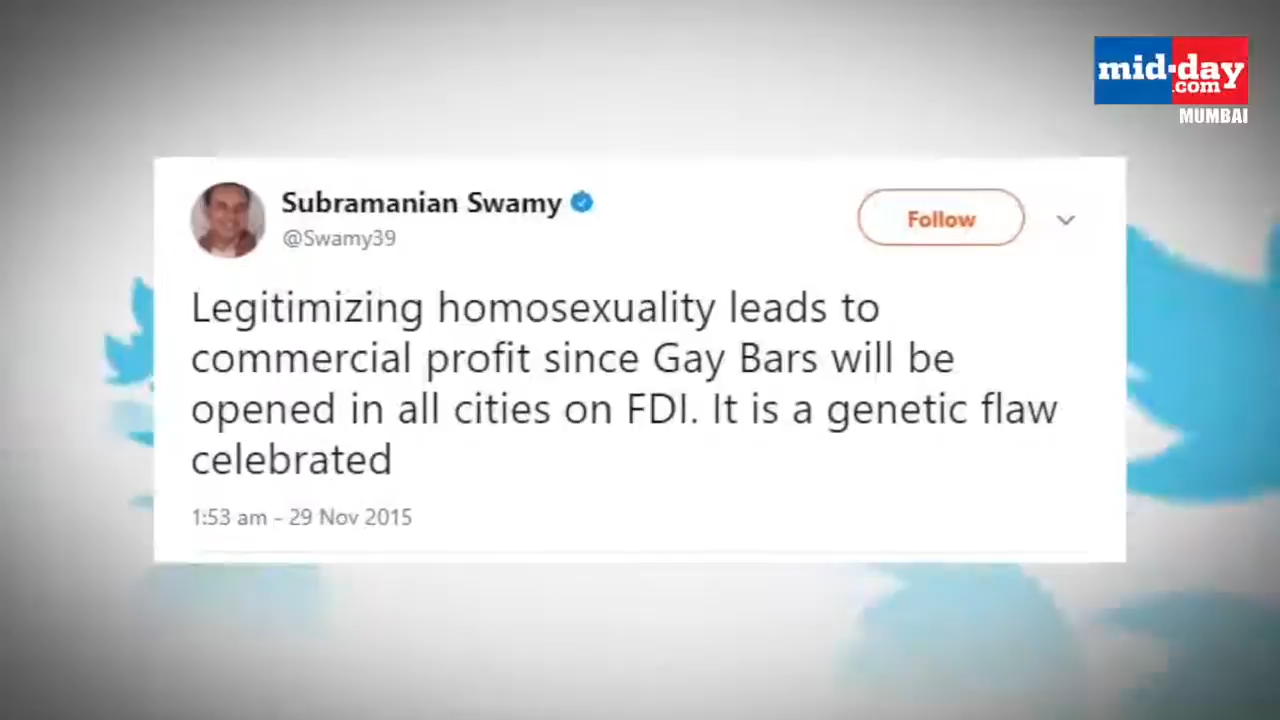 mid-day
.com
MUMBAI
Subramanian Swamy
@Swamy39
Follow
Legitimizing homosexuality leads to
commercial profit since Gay Bars will be
opened in all cities on FDI. It is a genetic flaw
celebrated
1:53 am - 29 Nov 2015